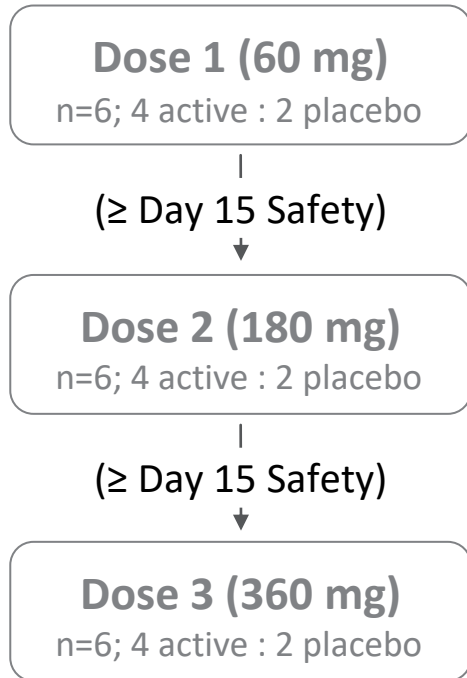 Dose 1 (60 mg)
n=6; 4 active : 2 placebo
(≥ Day 15 Safety)
Dose 2 (180 mg)
n=6; 4 active : 2 placebo
(≥ Day 15 Safety)
Dose 3 (360 mg)
n=6; 4 active : 2 placebo